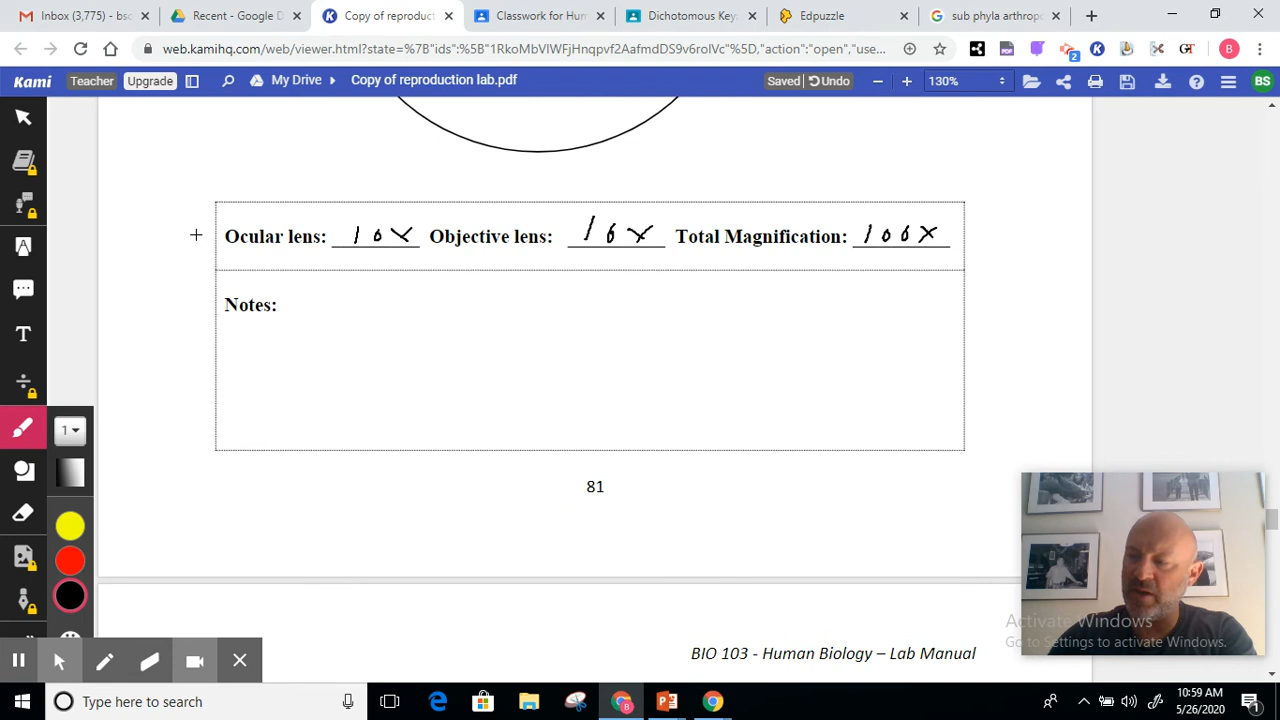 Inbox (3,775) - bsc
Recent - Google D
Copy of reproducti
Classwork for Hum
Dichotomous Key
Edpuzzle
sub phyla arthropo
web.kamihq.com/web/viewer.html?state=%7B"ids":%5B"1RkoMbVlWFjHnqpvf2AafmdDS9v6roIVc"%5D,"action":"open","use...
Kami Teacher Upgrade My Drive Copy of reproduction lab.pdf Saved Undo 130% BS
Ocular lens: 10X Objective lens: 10X Total Magnification: 100X
Notes:
81
BIO 103 - Human Biology – Lab Manual
Activate Windows
Go to Settings to activate Windows.
Type here to search
10:59 AM
5/26/2020